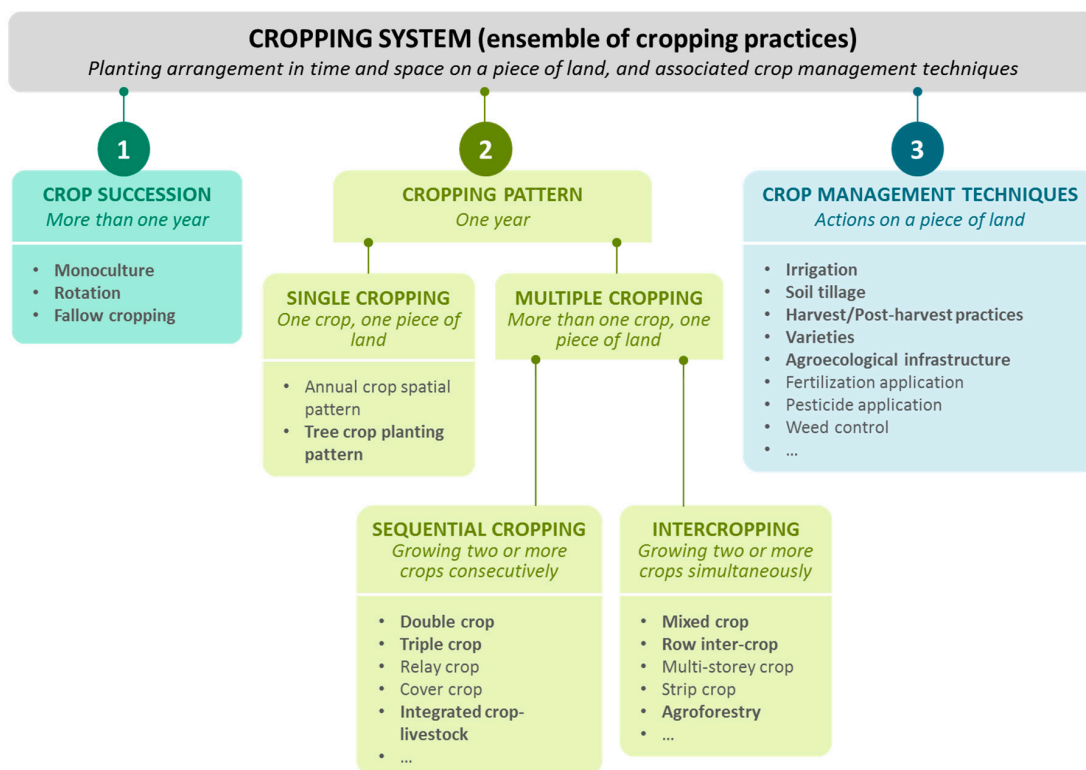 CROPPING SYSTEM (ensemble of cropping practices)
Planting arrangement in time and space on a piece of land, and associated crop management techniques
1
CROP SUCCESSION
More than one year
• Monoculture
• Rotation
• Fallow cropping
2
CROPPING PATTERN
One year
SINGLE CROPPING
One crop, one piece of
land
• Annual crop spatial
pattern
• Tree crop planting
pattern
MULTIPLE CROPPING
More than one crop, one
piece of land
SEQUENTIAL CROPPING
Growing two or more
crops consecutively
• Double crop
• Triple crop
• Relay crop
• Cover crop
• Integrated crop-
livestock
• ...
INTERCROPPING
Growing two or more
crops simultaneously
• Mixed crop
• Row inter-crop
• Multi-storey crop
• Strip crop
• Agroforestry
• ...
3
CROP MANAGEMENT TECHNIQUES
Actions on a piece of land
• Irrigation
• Soil tillage
• Harvest/Post-harvest practices
• Varieties
• Agroecological infrastructure
• Fertilization application
• Pesticide application
• Weed control
• ...